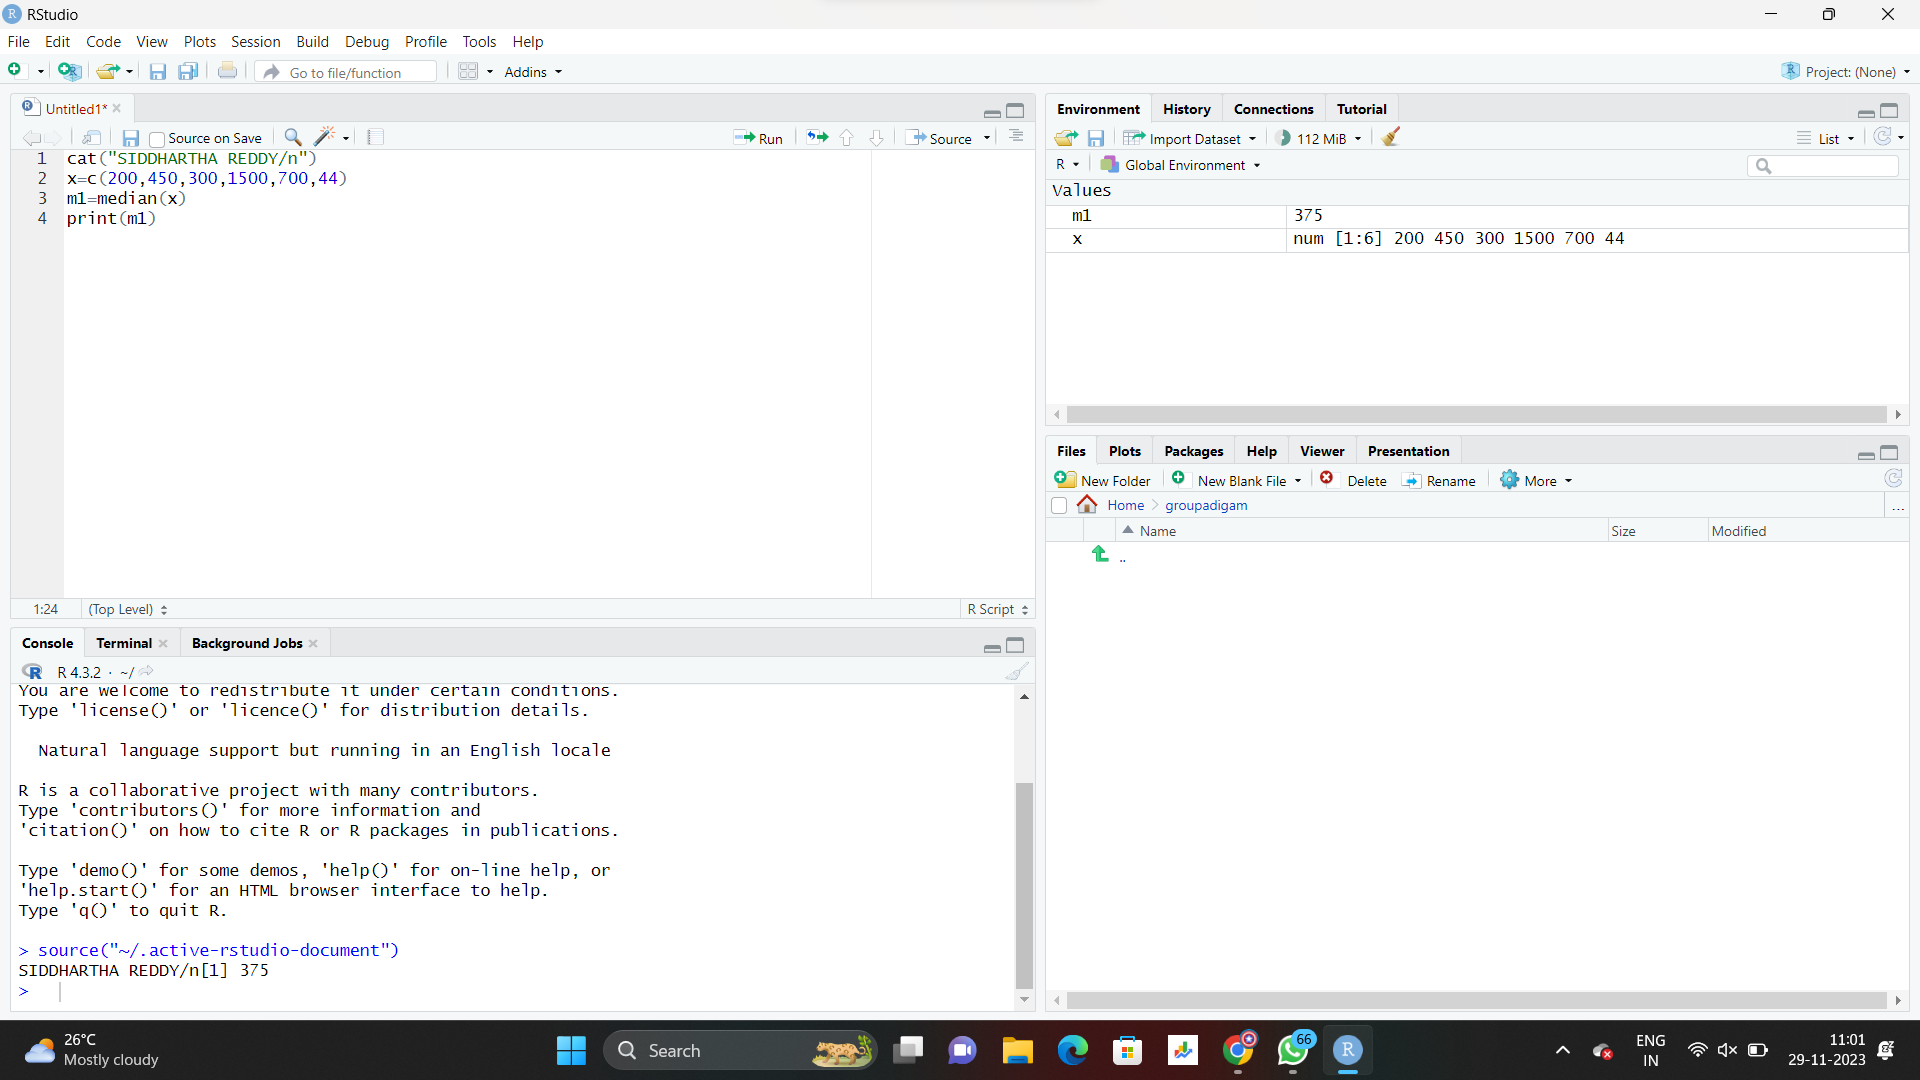 RStudio
File Edit Code View Plots Session Build Debug Profile Tools Help
Go to file/function Addins Project: (None)
Untitled1*
Source on Save Run Source
1 cat("SIDDHARTHA REDDY/n")
2 x=c(200,450,300,1500,700,44)
3 m1=median(x)
4 print(m1)
1:24 (Top Level) R Script
Console Terminal Background Jobs
R 4.3.2 · ~/
You are welcome to redistribute it under certain conditions.
Type 'license()' or 'licence()' for distribution details.
Natural language support but running in an English locale
R is a collaborative project with many contributors.
Type 'contributors()' for more information and
'citation()' on how to cite R or R packages in publications.
Type 'demo()' for some demos, 'help()' for on-line help, or
'help.start()' for an HTML browser interface to help.
Type 'q()' to quit R.
> source("~/.active-rstudio-document")
SIDDHARTHA REDDY/n[1] 375
>
Environment History Connections Tutorial
Import Dataset 112 MiB List
R Global Environment
Values
m1 375
x num [1:6] 200 450 300 1500 700 44
Files Plots Packages Help Viewer Presentation
New Folder New Blank File Delete Rename More
Home > groupadigam ...
Name Size Modified
..
26°C
Mostly cloudy
Search
66
R
ENG
IN
11:01
29-11-2023